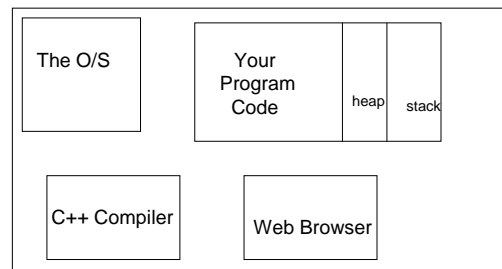 The O/S
Your
Program
Code
heap
stack
C++ Compiler
Web Browser